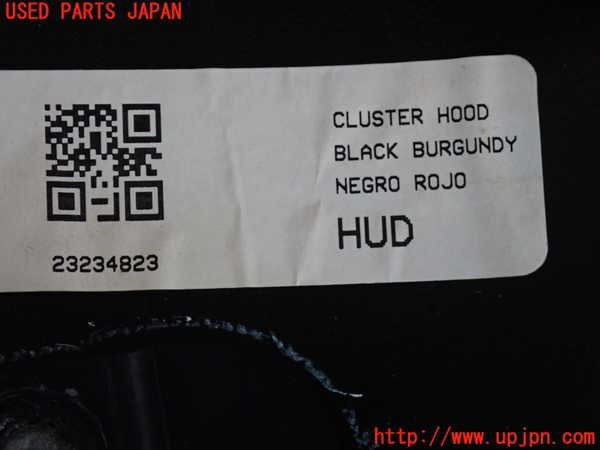 USED PARTS JAPAN
CLUSTER HOOD
BLACK BURGUNDY
NEGRO ROJO
HUD
23234823
http://www.upjpn.com/